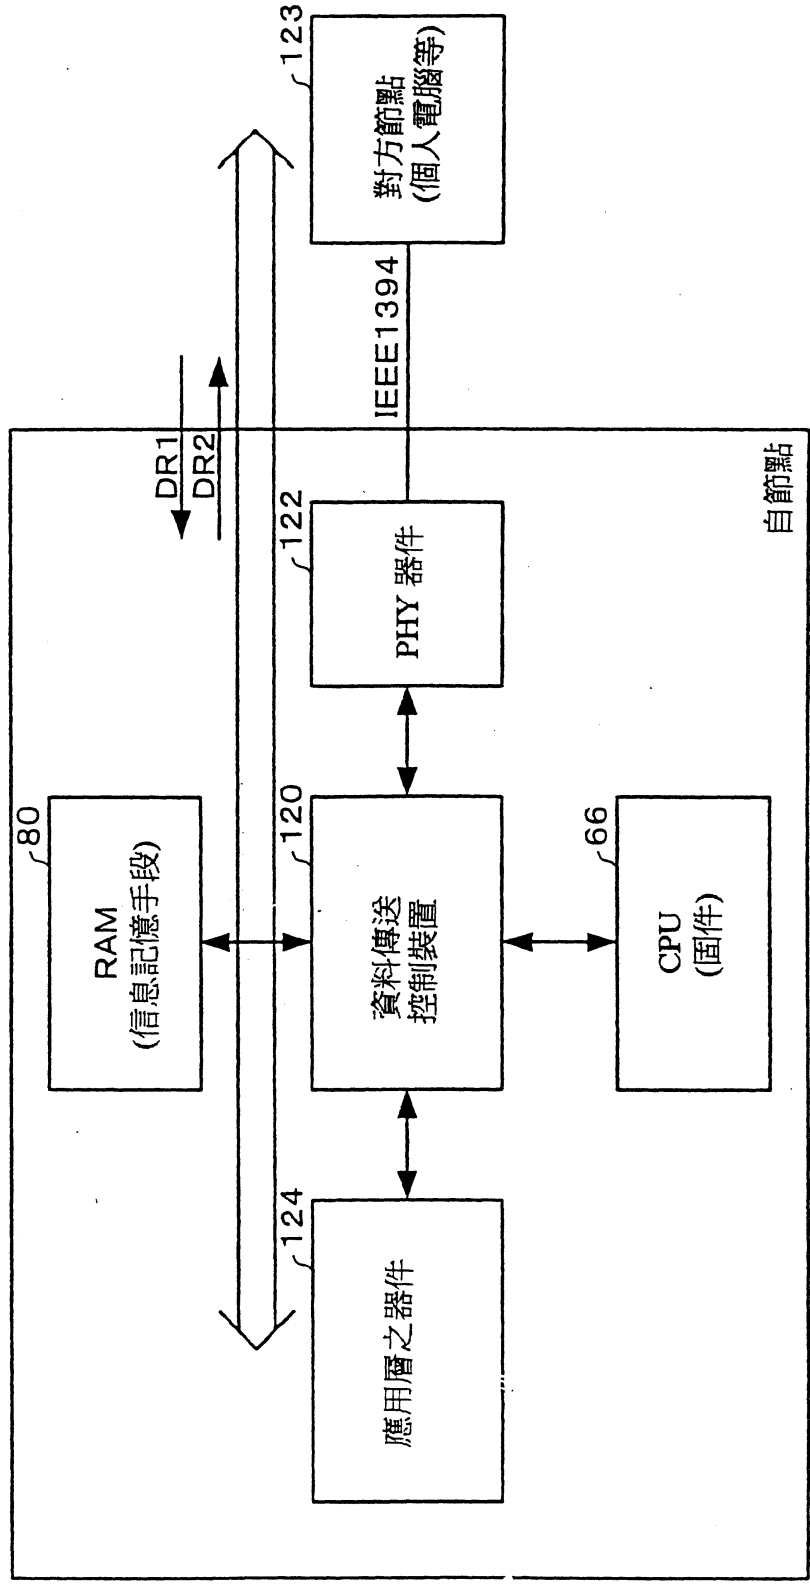 80
RAM
(信息記憶手段)
DR1
DR2
124
應用層之器件
120
資料傳送
控制裝置
122
PHY 器件
IEEE1394
123
對方節點
(個人電腦等)
66
CPU
(固件)
自節點